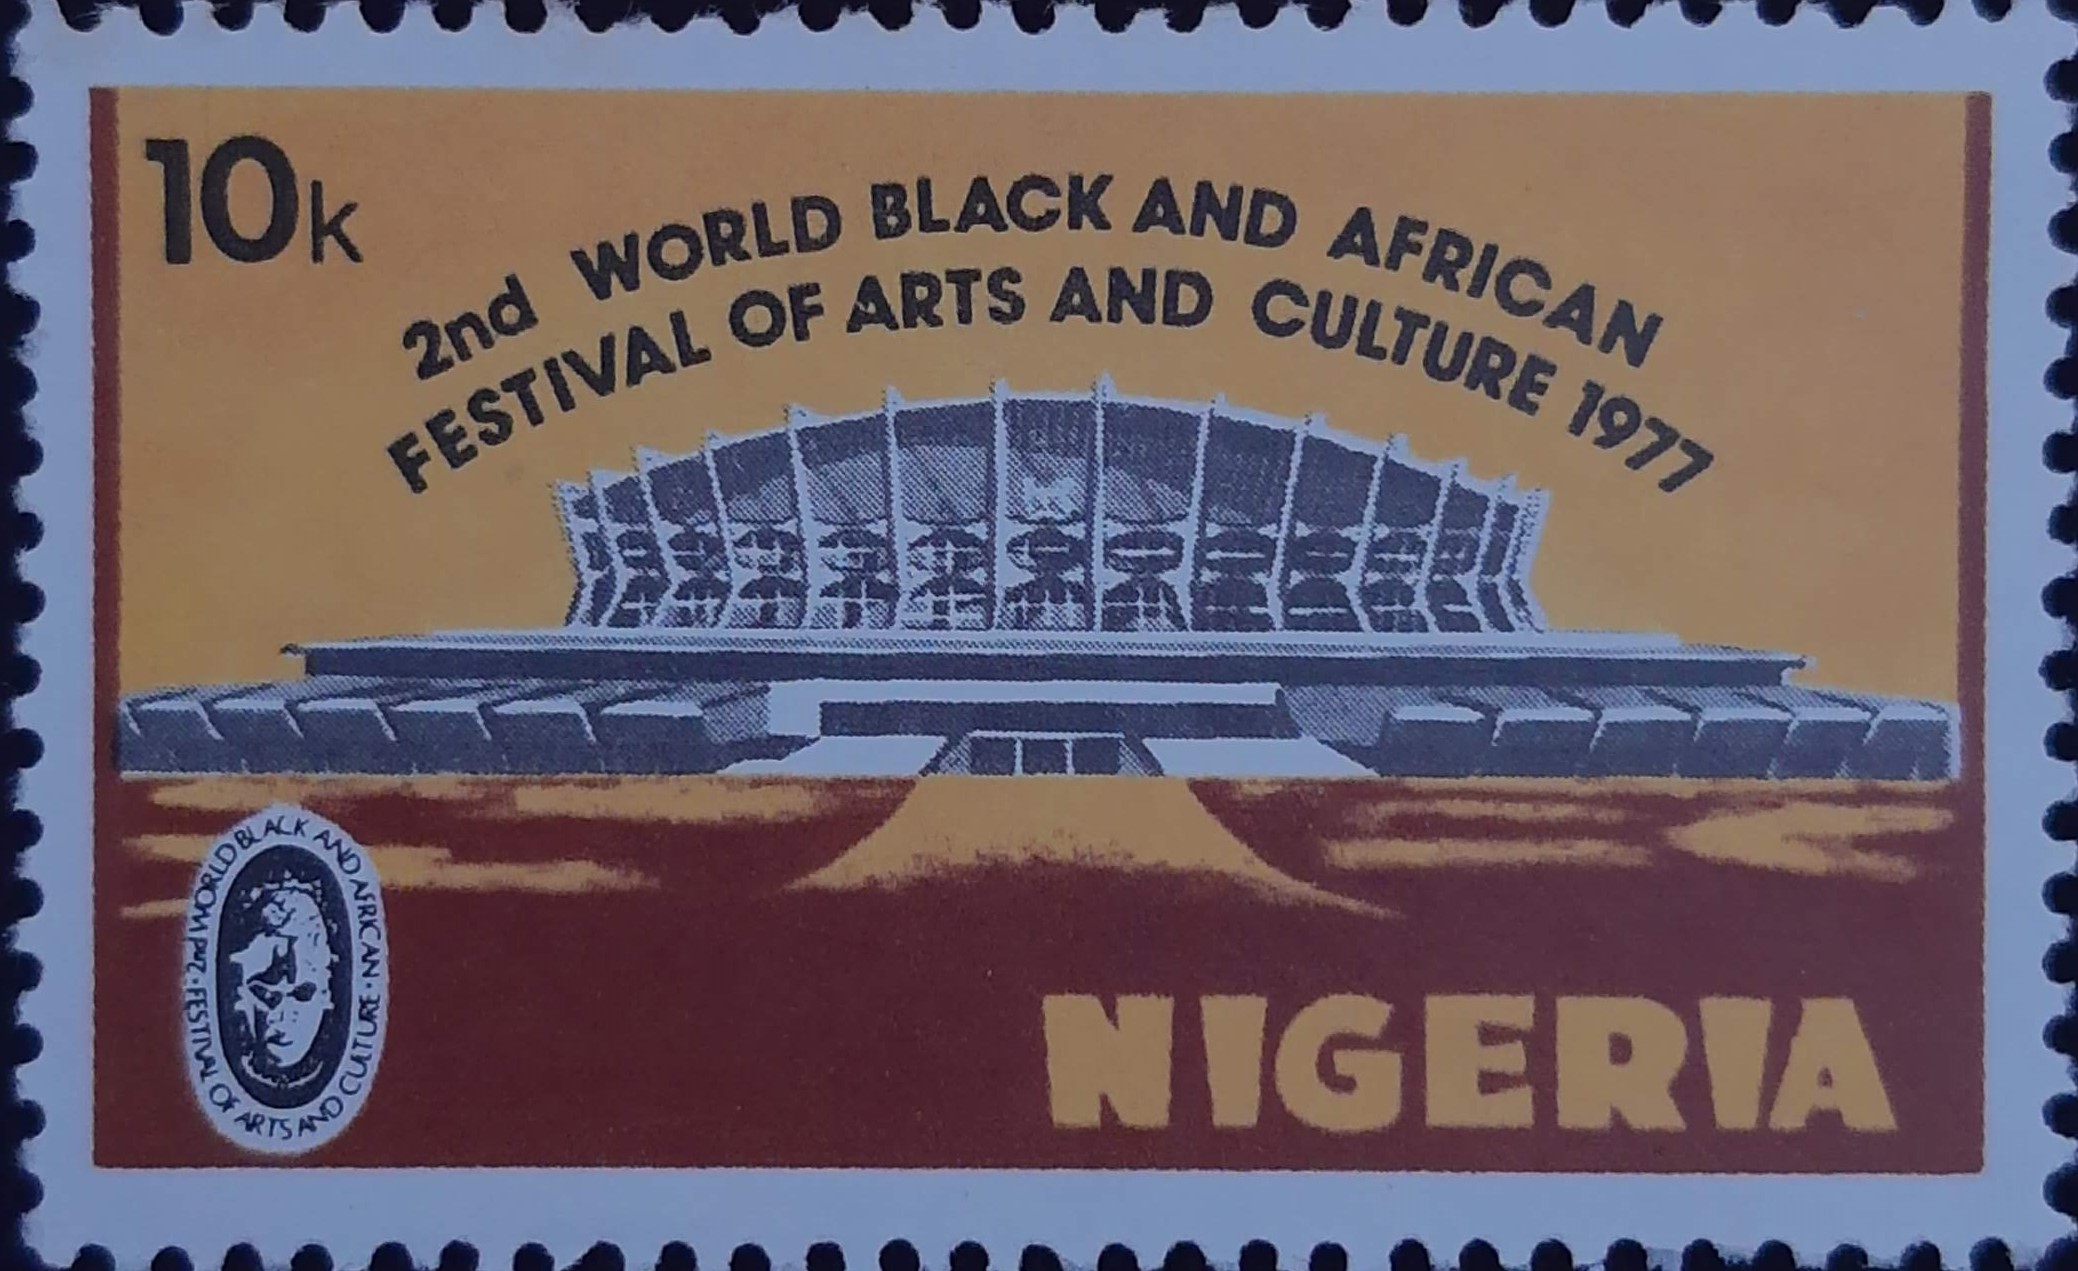 10k
2nd WORLD BLACK AND AFRICAN
FESTIVAL OF ARTS AND CULTURE 1977
2nd WORLD BLACK AND AFRICAN · FESTIVAL OF ARTS AND CULTURE ·
NIGERIA